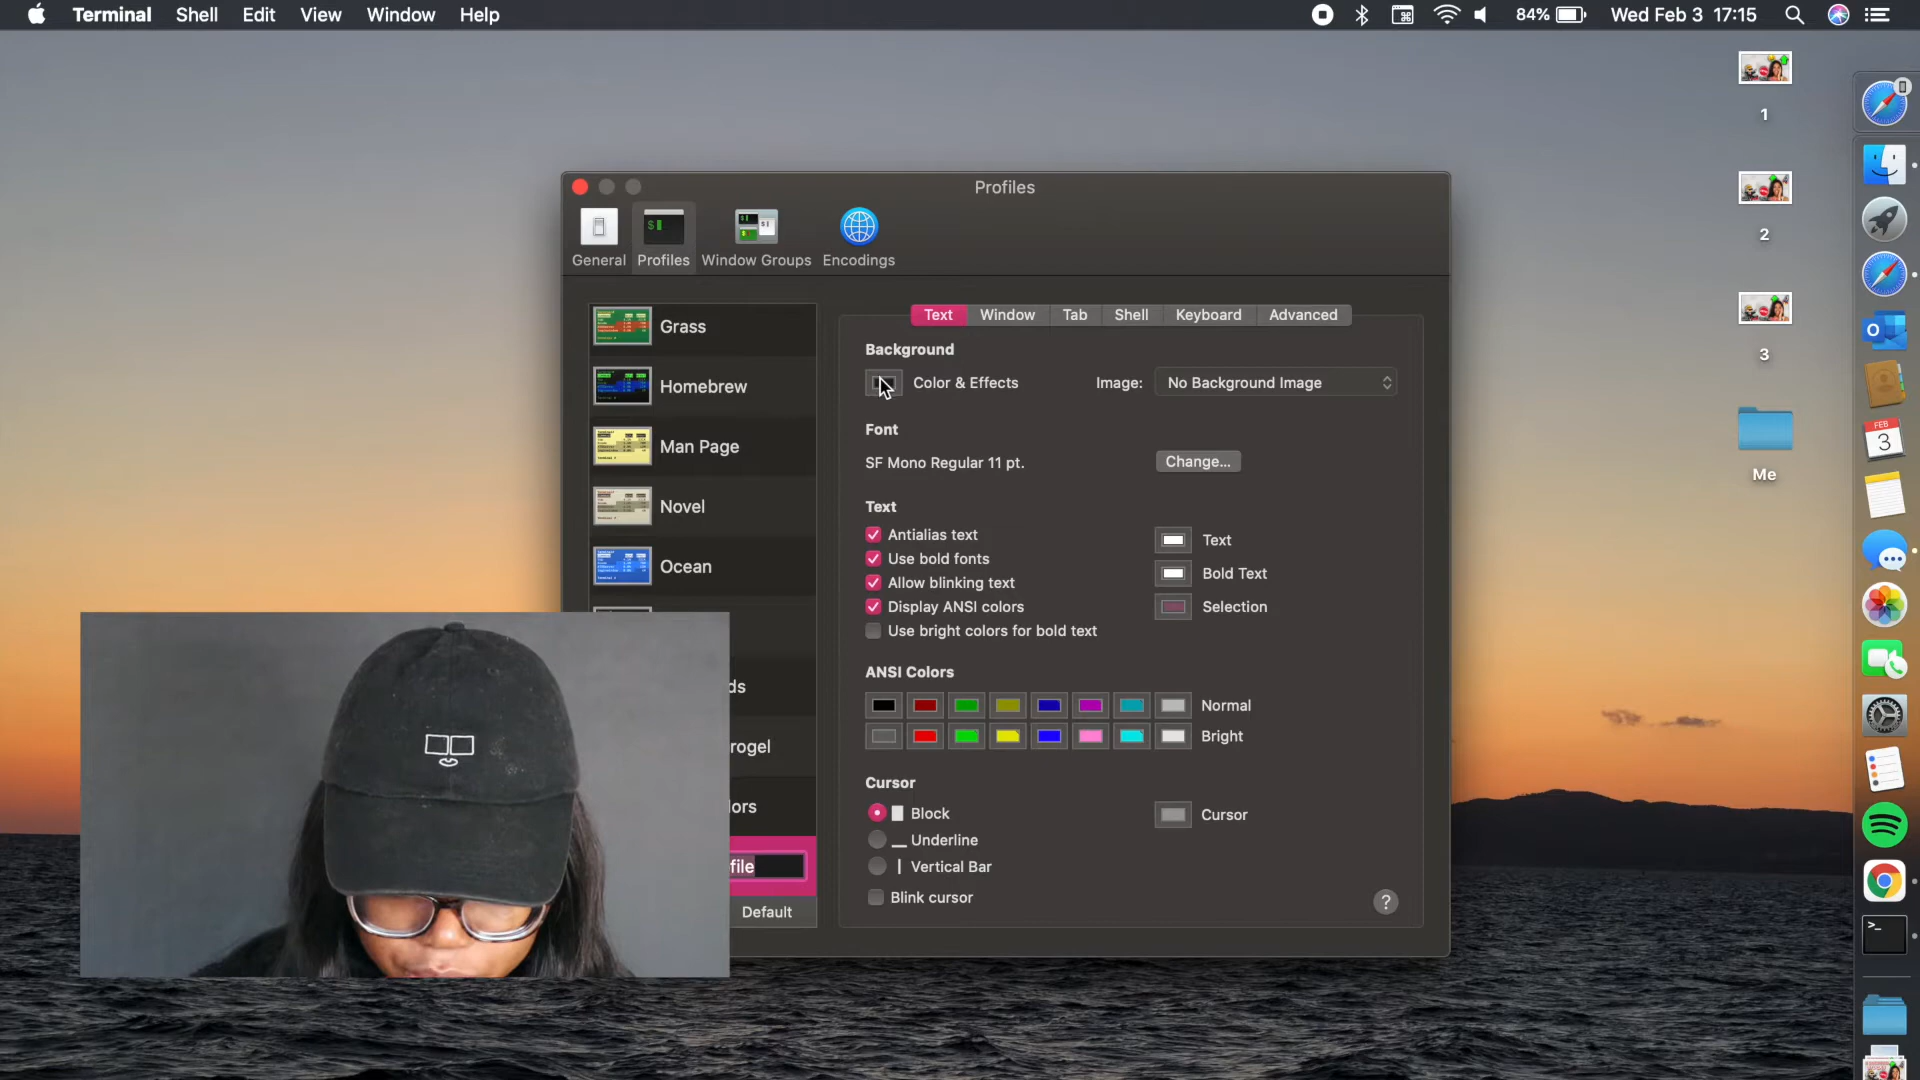 Terminal Shell Edit View Window Help 84% Wed Feb 3 17:15
1
2
3
Me
Profiles
General Profiles Window Groups Encodings
Grass
Homebrew
Man Page
Novel
Ocean
ds
rogel
ors
file
Default
Text Window Tab Shell Keyboard Advanced
Background
Color & Effects Image: No Background Image
Font
SF Mono Regular 11 pt. Change...
Text
Antialias text
Use bold fonts
Allow blinking text
Display ANSI colors
Use bright colors for bold text
Text
Bold Text
Selection
ANSI Colors
Normal
Bright
Cursor
Block
Underline
Vertical Bar
Blink cursor
Cursor
?
FEB
3